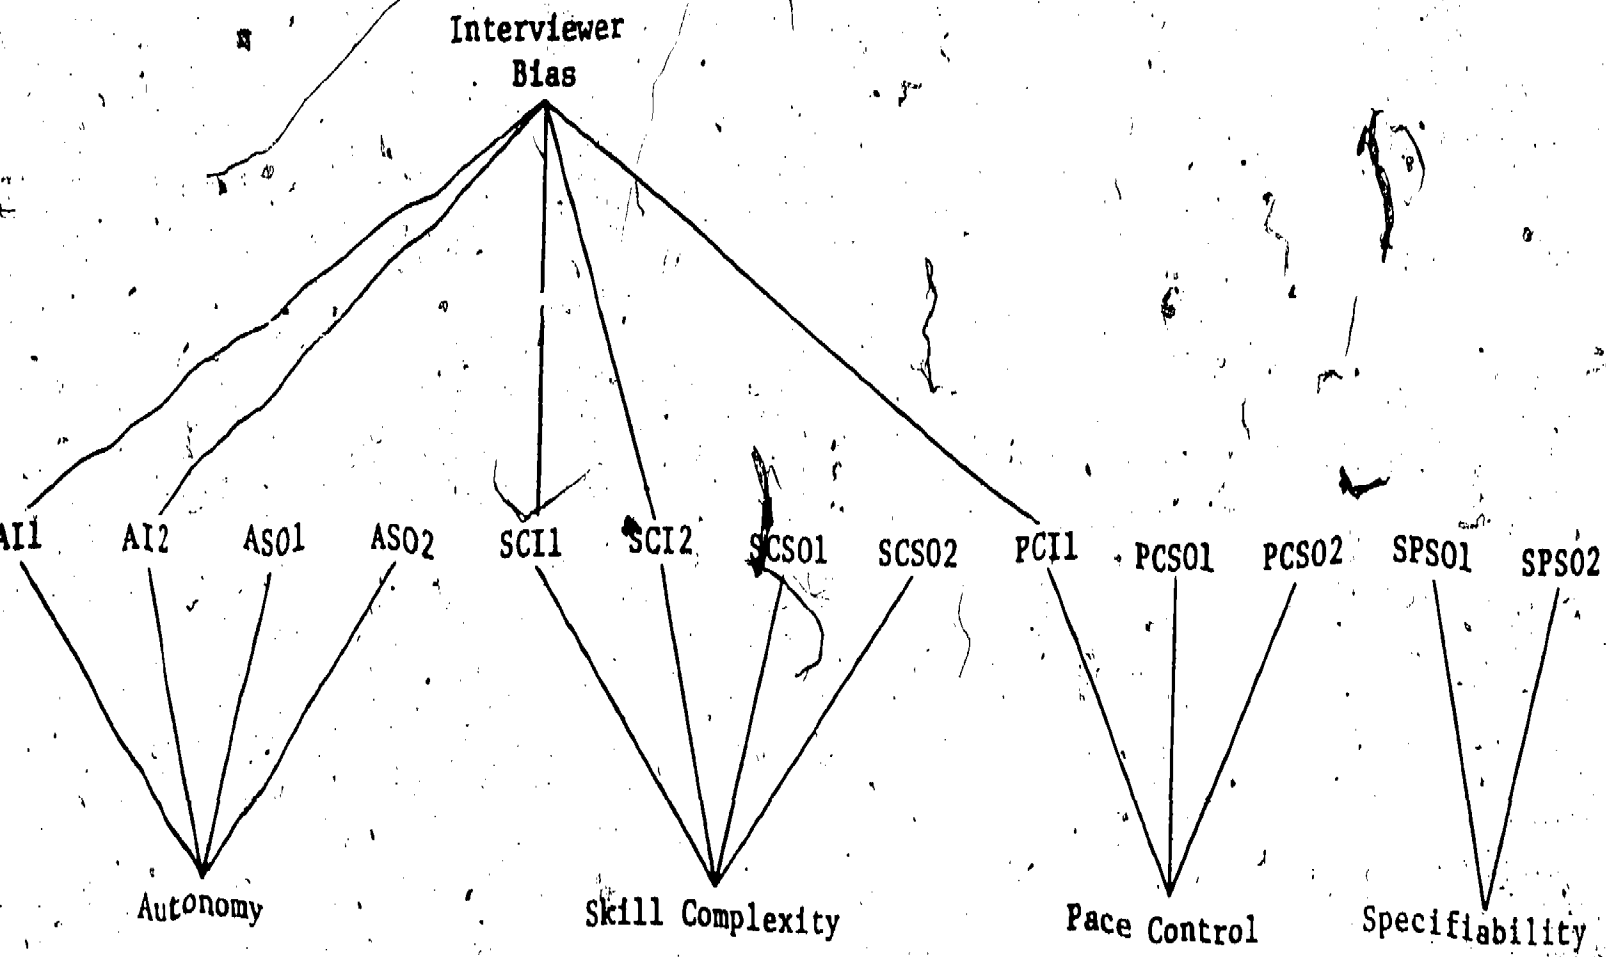 Interviewer
Bias
AI1 AI2 ASO1 ASO2 SCI1 SCI2 SCSO1 SCSO2 PCI1 PCSO1 PCSO2 SPSO1 SPSO2
Autonomy Skill Complexity Pace Control Specifiability